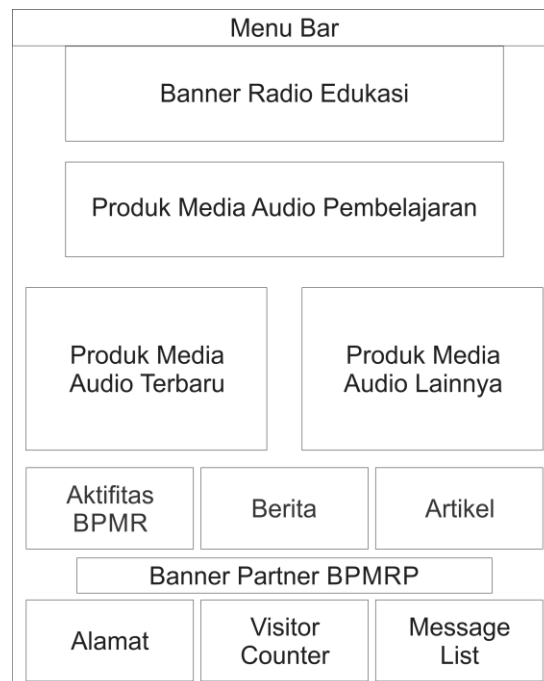 Menu Bar
Banner Radio Edukasi
Produk Media Audio Pembelajaran
Produk Media
Audio Terbaru
Produk Media
Audio Lainnya
Aktifitas
BPMR
Berita
Artikel
Banner Partner BPMRP
Alamat
Visitor
Counter
Message
List